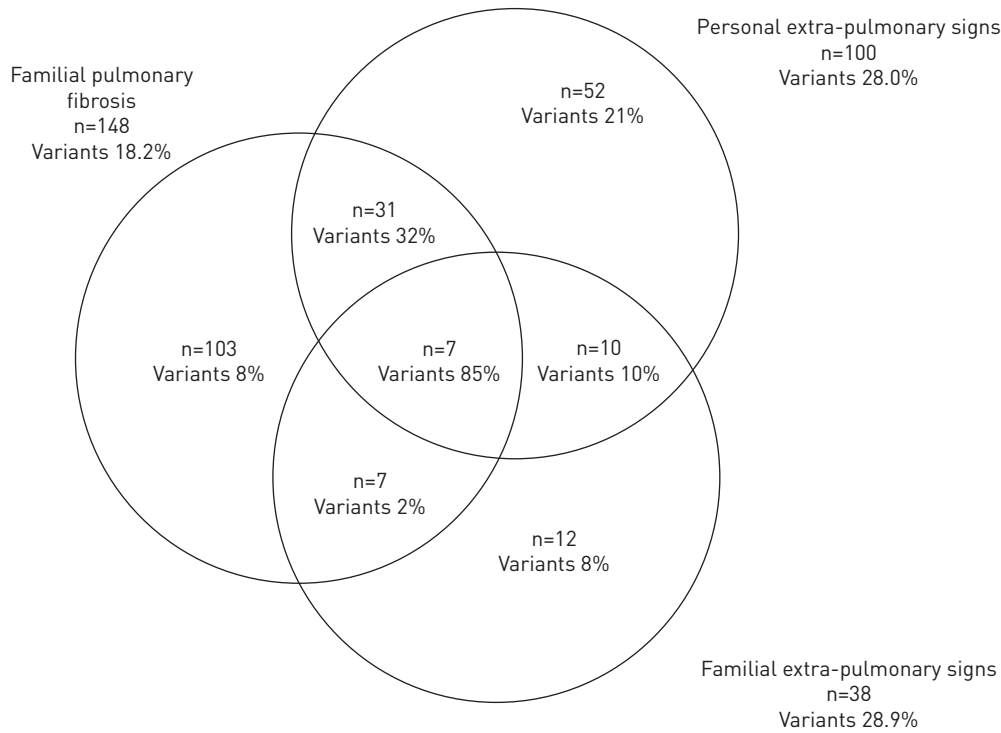 Personal extra-pulmonary signs
n=100
Variants 28.0%
Familial pulmonary
fibrosis
n=148
Variants 18.2%
n=52
Variants 21%
n=31
Variants 32%
n=103
Variants 8%
n=7
Variants 85%
n=10
Variants 10%
n=7
Variants 2%
n=12
Variants 8%
Familial extra-pulmonary signs
n=38
Variants 28.9%